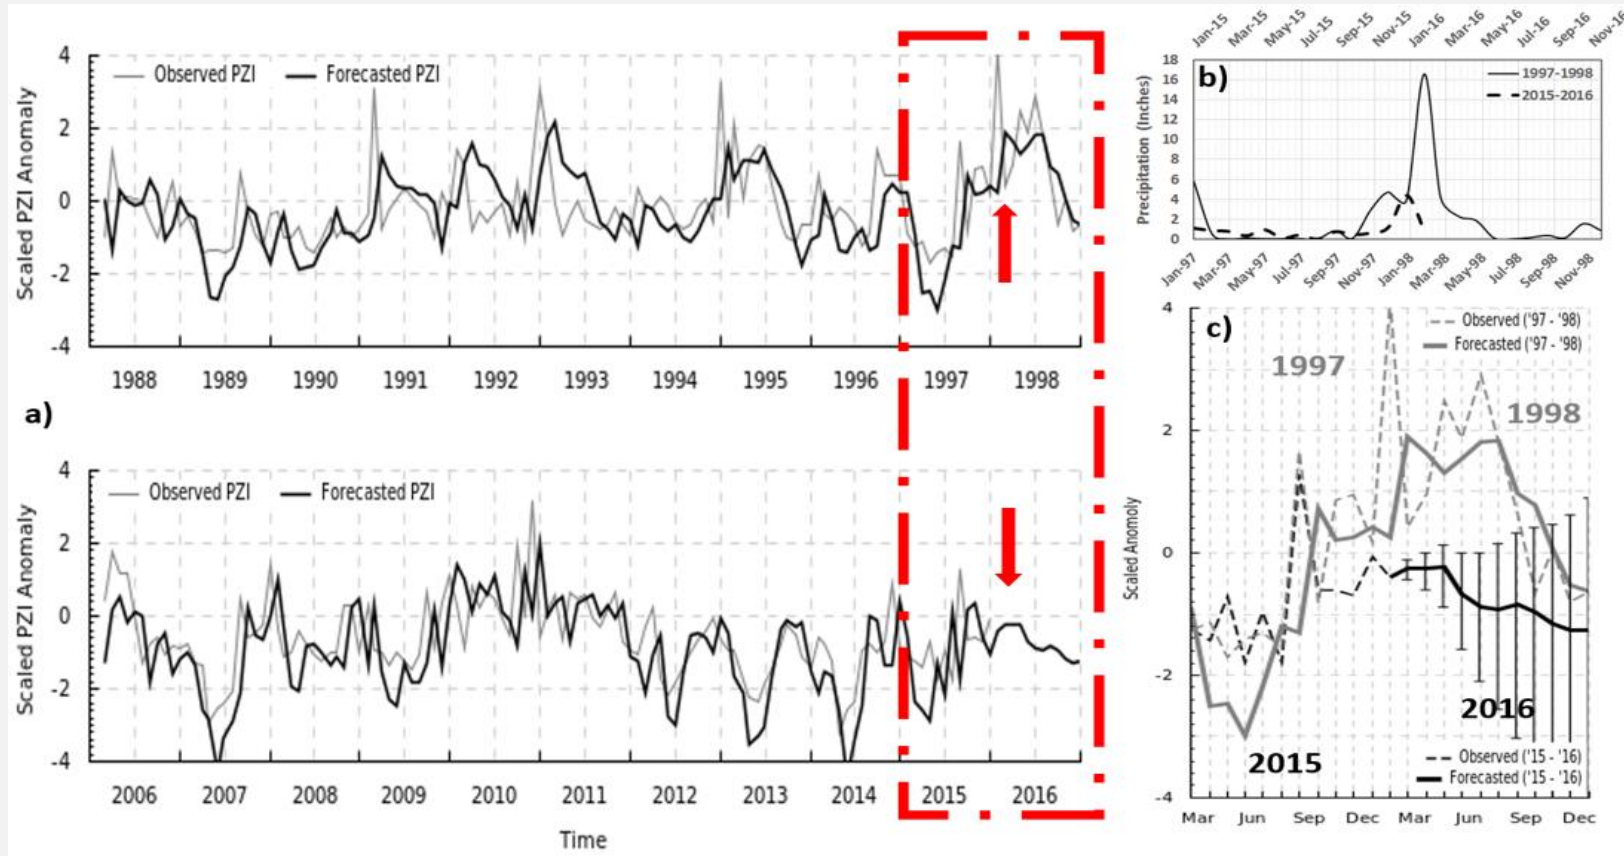 4
2
0
-2
-4
Scaled PZI Anomaly
Observed PZI
Forecasted PZI
1988
1989
1990
1991
1992
1993
1994
1995
1996
1997
1998
a)
4
2
0
-2
-4
Scaled PZI Anomaly
Observed PZI
Forecasted PZI
2006
2007
2008
2009
2010
2011
2012
2013
2014
2015
2016
Time
Jan-15
Mar-15
May-15
Jul-15
Sep-15
Nov-15
Jan-16
Mar-16
May-16
Jul-16
Sep-16
Nov-16
b)
18
16
14
12
10
8
6
4
2
0
Precipitation (Inches)
1997-1998
2015-2016
Jan-97
Mar-97
May-97
Jul-97
Sep-97
Nov-97
Jan-98
Mar-98
May-98
Jul-98
Sep-98
Nov-98
c)
4
2
0
-2
-4
Scaled Anomoly
Observed ('97 - '98)
Forecasted ('97 - '98)
1997
1998
2016
2015
Observed ('15 - '16)
Forecasted ('15 - '16)
Mar
Jun
Sep
Dec
Mar
Jun
Sep
Dec